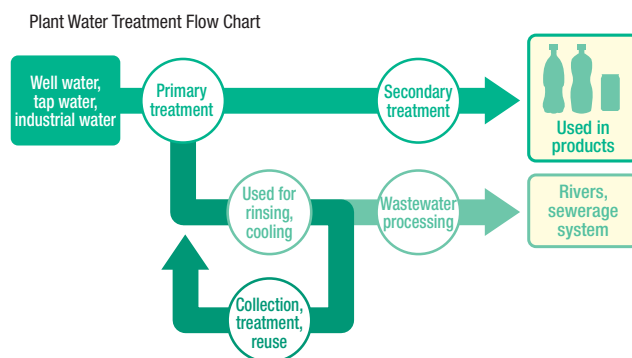 Plant Water Treatment Flow Chart
Well water,
tap water,
industrial water
Primary
treatment
Secondary
treatment
Used in
products
Used for
rinsing,
cooling
Wastewater
processing
Rivers,
sewerage
system
Collection,
treatment,
reuse